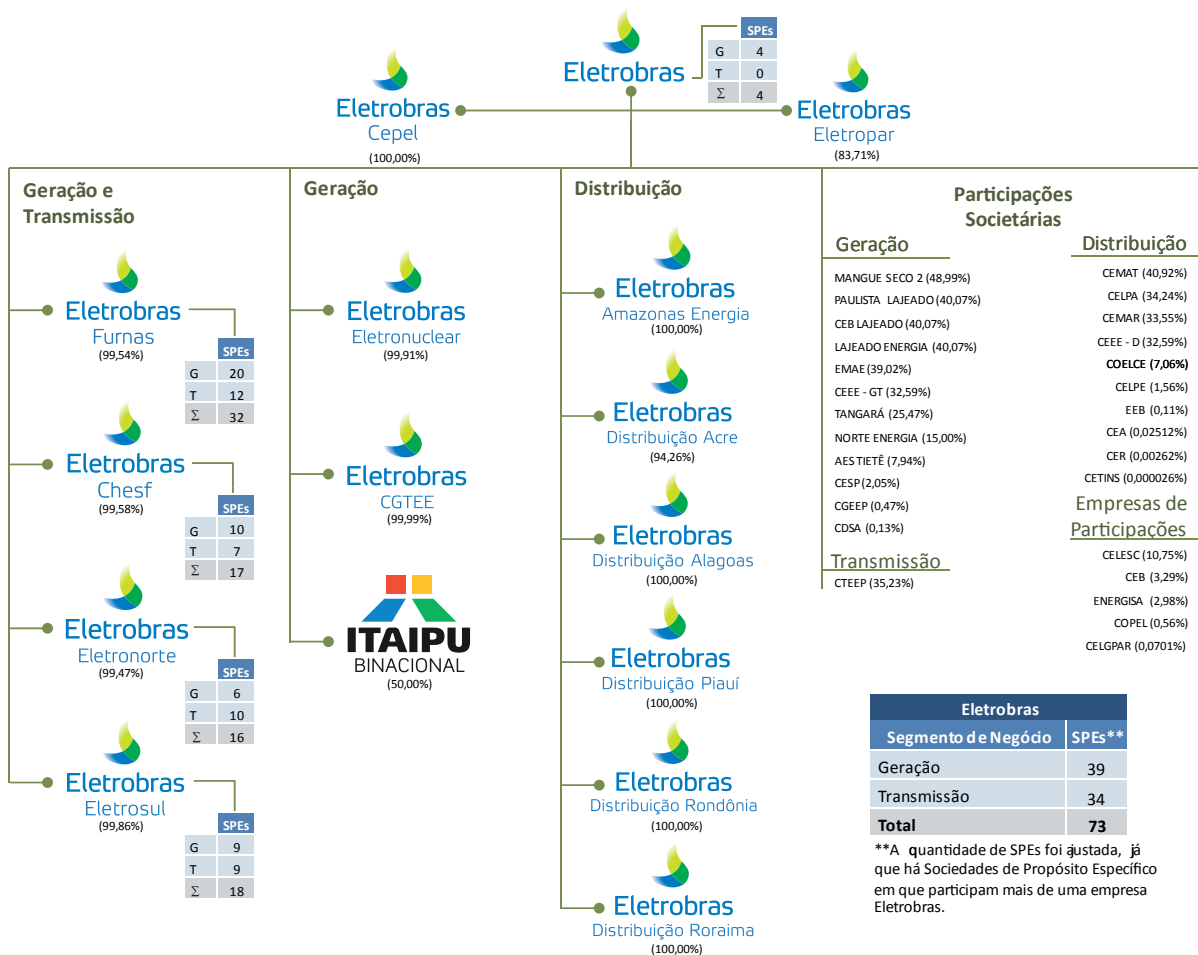 Eletrobras
SPEs
G 4
T 0
Σ 4
Eletrobras
Cepel
(100,00%)
Eletrobras
Eletropar
(83,71%)
Geração e
Transmissão
Eletrobras
Furnas
(99,54%)
SPEs
G 20
T 12
Σ 32
Eletrobras
Chesf
(99,58%)
SPEs
G 10
T 7
Σ 17
Eletrobras
Eletronorte
(99,47%)
SPEs
G 6
T 10
Σ 16
Eletrobras
Eletrosul
(99,86%)
SPEs
G 9
T 9
Σ 18
Geração
Eletrobras
Eletronuclear
(99,91%)
Eletrobras
CGTEE
(99,99%)
ITAIPU
BINACIONAL
(50,00%)
Distribuição
Eletrobras
Amazonas Energia
(100,00%)
Eletrobras
Distribuição Acre
(94,26%)
Eletrobras
Distribuição Alagoas
(100,00%)
Eletrobras
Distribuição Piauí
(100,00%)
Eletrobras
Distribuição Rondônia
(100,00%)
Eletrobras
Distribuição Roraima
(100,00%)
Participações
Societárias
Geração
MANGUE SECO 2 (48,99%)
PAULISTA LAJEADO (40,07%)
CEB LAJEADO (40,07%)
LAJEADO ENERGIA (40,07%)
EMAE (39,02%)
CEEE - GT (32,59%)
TANGARÁ (25,47%)
NORTE ENERGIA (15,00%)
AES TIETÊ (7,94%)
CESP (2,05%)
CGEEP (0,47%)
CDSA (0,13%)
Transmissão
CTEEP (35,23%)
Distribuição
CEMAT (40,92%)
CELPA (34,24%)
CEMAR (33,55%)
CEEE - D (32,59%)
COELCE (7,06%)
CELPE (1,56%)
EEB (0,11%)
CEA (0,02512%)
CER (0,00262%)
CETINS (0,000026%)
Empresas de
Participações
CELESC (10,75%)
CEB (3,29%)
ENERGISA (2,98%)
COPEL (0,56%)
CELGPAR (0,0701%)
Eletrobras
Segmento de Negócio SPEs**
Geração 39
Transmissão 34
Total 73
**A quantidade de SPEs foi ajustada, já
que há Sociedades de Propósito Específico
em que participam mais de uma empresa
Eletrobras.